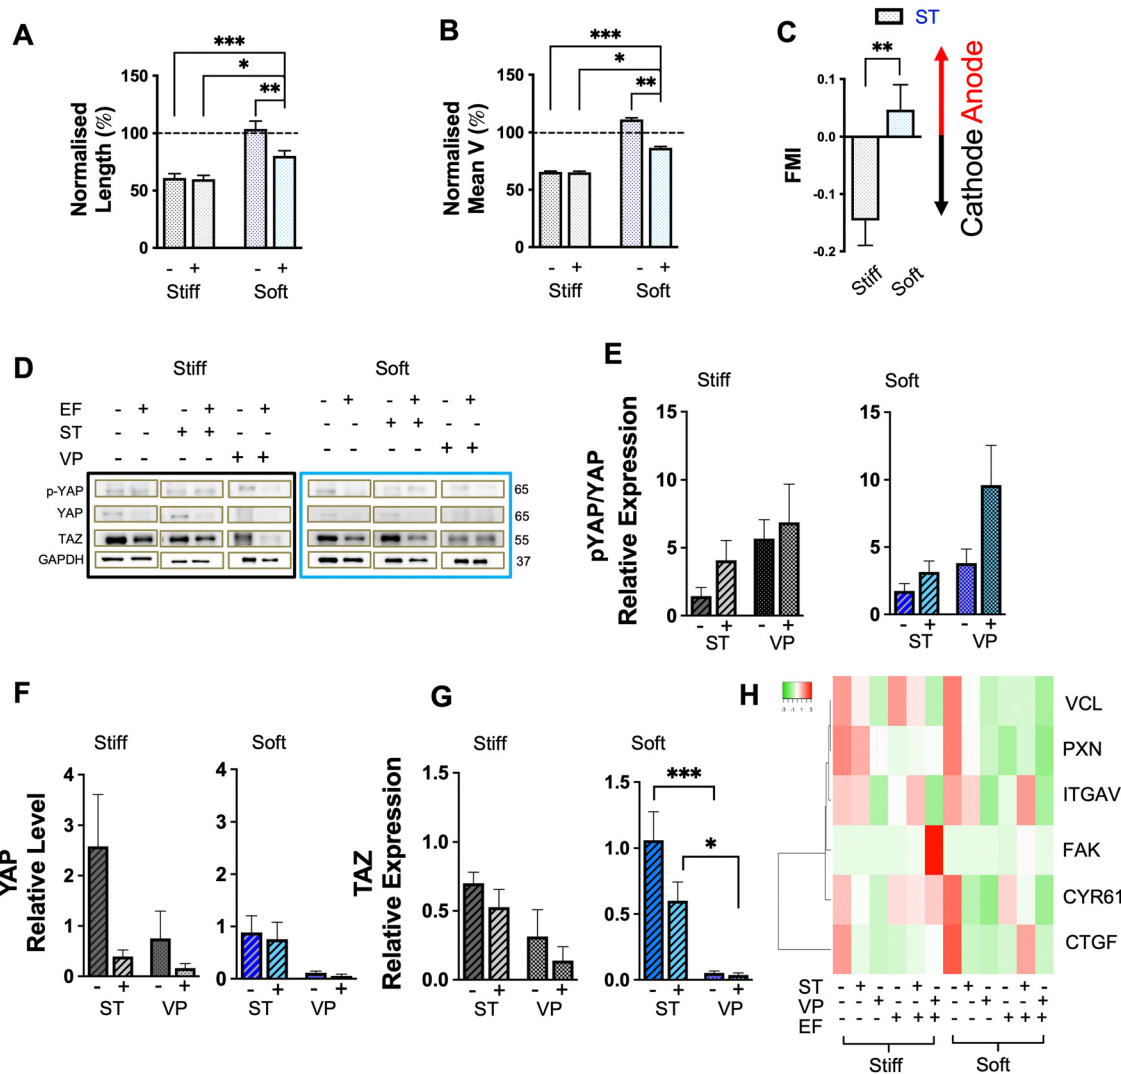 ST
A
***
*
**
150
100
50
0
Normalised
Length (%)
- + - +
Stiff Soft
B
***
*
**
150
100
50
0
Normalised
Mean V (%)
- + - +
Stiff Soft
C
**
0.1
0.0
-0.1
-0.2
FMI
Stiff
Soft
Cathode Anode
D
Stiff Soft
EF - + - + - + - + - + - +
ST - - + + - - - - + + - -
VP - - - - + + - - - - + +
p-YAP 65
YAP 65
TAZ 55
GAPDH 37
E
Stiff
Soft
pYAP/YAP
Relative Expression
15
10
5
0
- + - +
ST VP
15
10
5
0
- + - +
ST VP
F
Stiff
Soft
YAP
Relative Level
4
3
2
1
0
- + - +
ST VP
4
3
2
1
0
- + - +
ST VP
G
Stiff
Soft
TAZ
Relative Expression
1.5
1.0
0.5
0.0
- + - +
ST VP
***
*
1.5
1.0
0.5
0.0
- + - +
ST VP
H
-3 -1 1 3
VCL
PXN
ITGAV
FAK
CYR61
CTGF
ST - + - - + - - + - - + -
VP - - + - - + - - + - - +
EF - - - + + + - - - + + +
Stiff Soft